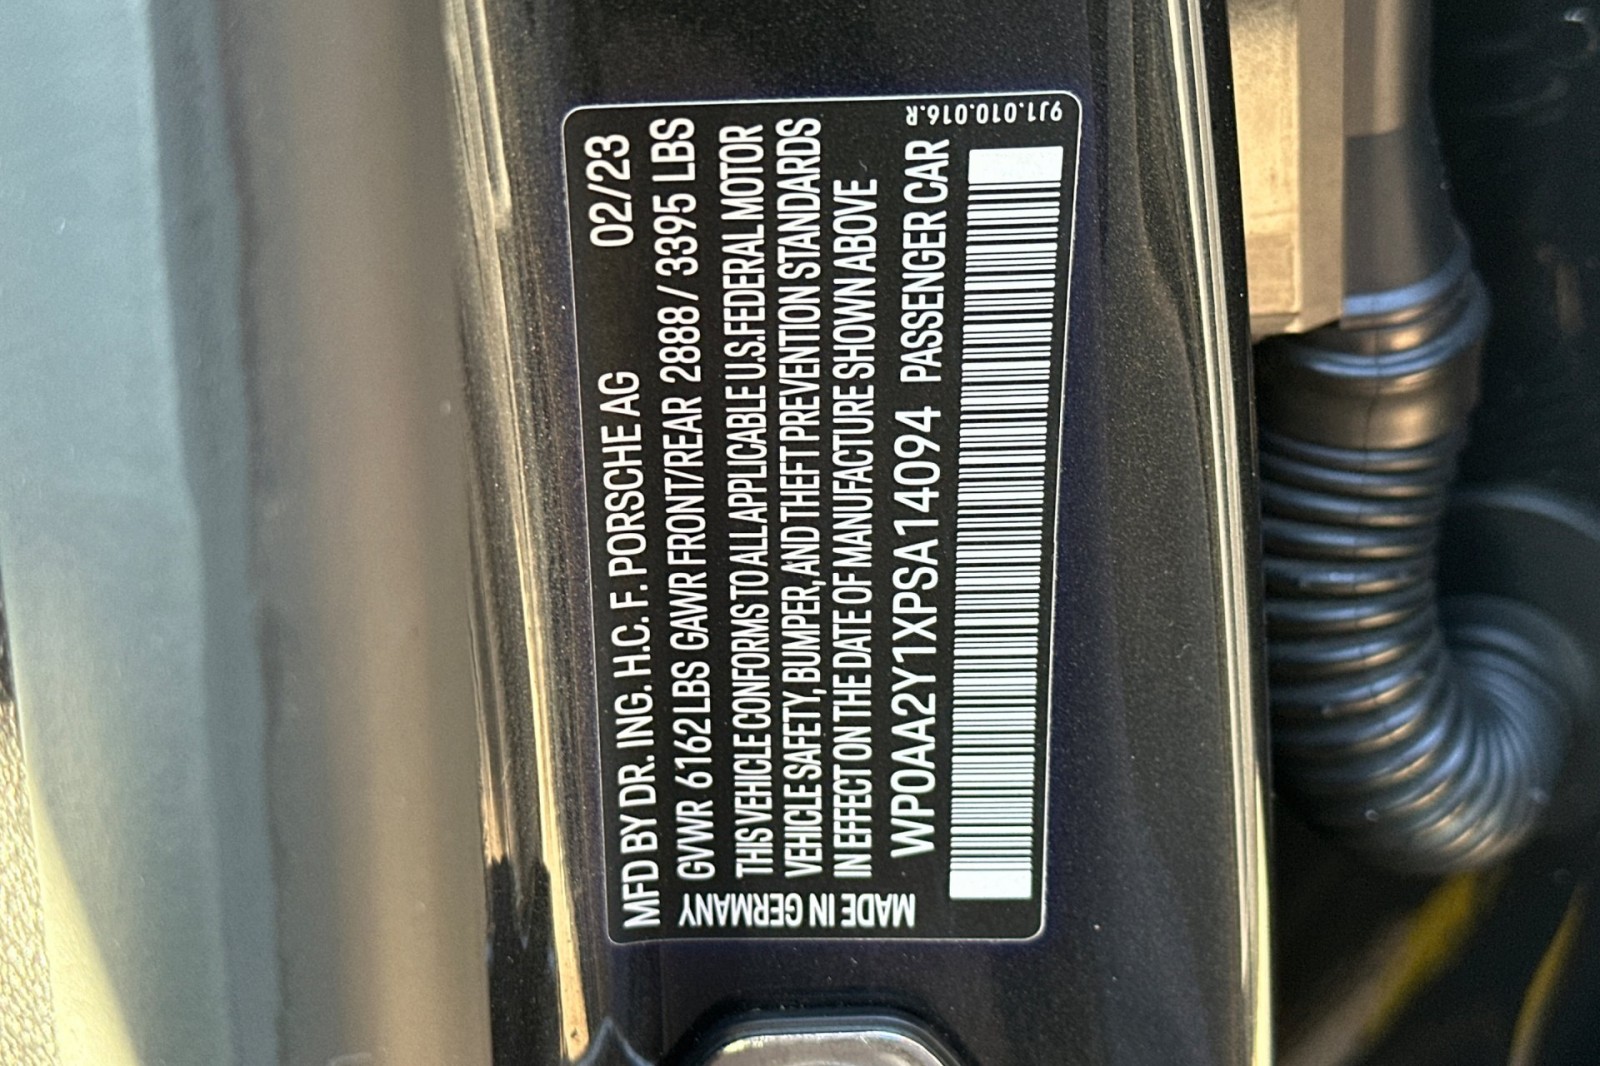 MFD BY DR. ING. H.C. F. PORSCHE AG 02/23
GVWR 6162 LBS GAWR FRONT/REAR 2888 / 3395 LBS
THIS VEHICLE CONFORMS TO ALL APPLICABLE U.S. FEDERAL MOTOR
VEHICLE SAFETY, BUMPER, AND THEFT PREVENTION STANDARDS
IN EFFECT ON THE DATE OF MANUFACTURE SHOWN ABOVE
WP0AA2Y1XPSA14094 PASSENGER CAR
MADE IN GERMANY
9J1.010.016.R